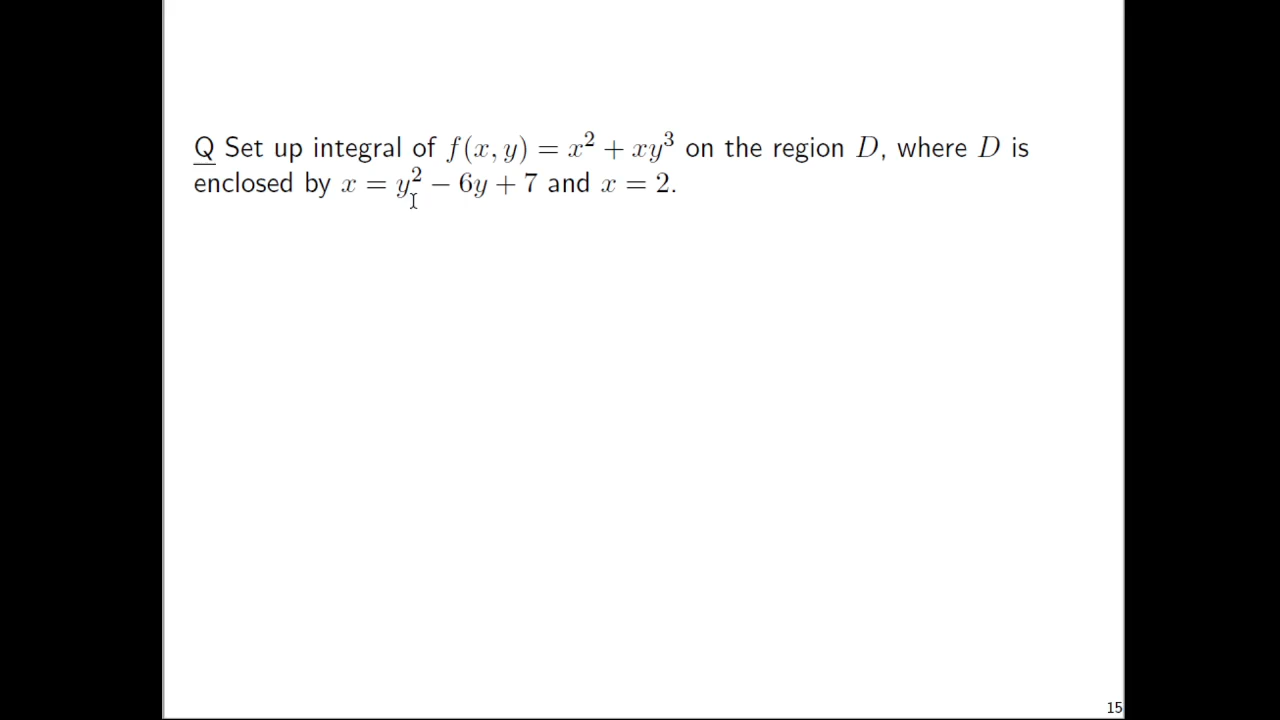 Q Set up integral of f(x, y) = x² + xy³ on the region D, where D is
enclosed by x = y² − 6y + 7 and x = 2.
15